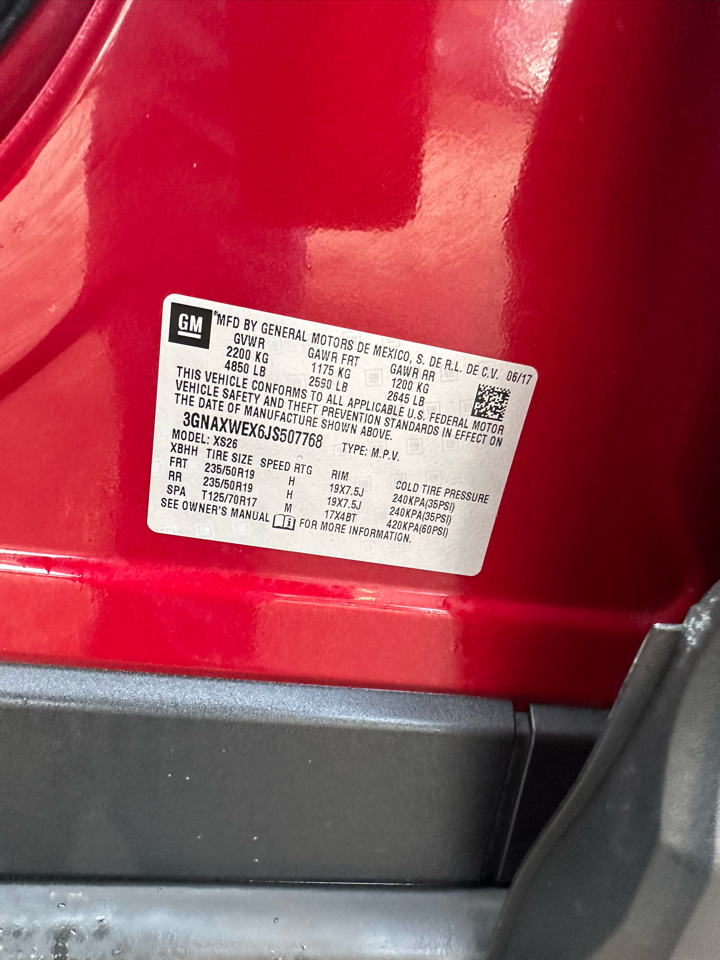 GM
MFD BY GENERAL MOTORS DE MEXICO, S. DE R.L. DE C.V. 06/17
GVWR GAWR FRT GAWR RR
2200 KG 1175 KG 1200 KG
4850 LB 2590 LB 2645 LB
THIS VEHICLE CONFORMS TO ALL APPLICABLE U.S. FEDERAL MOTOR
VEHICLE SAFETY AND THEFT PREVENTION STANDARDS IN EFFECT ON
THE DATE OF MANUFACTURE SHOWN ABOVE.
3GNAXWEX6JS507768 TYPE: M.P.V.
MODEL: XS26
XBHH TIRE SIZE SPEED RTG RIM COLD TIRE PRESSURE
FRT 235/50R19 H 19X7.5J 240KPA(35PSI)
RR 235/50R19 H 19X7.5J 240KPA(35PSI)
SPA T125/70R17 M 17X4BT 420KPA(60PSI)
SEE OWNER'S MANUAL FOR MORE INFORMATION.